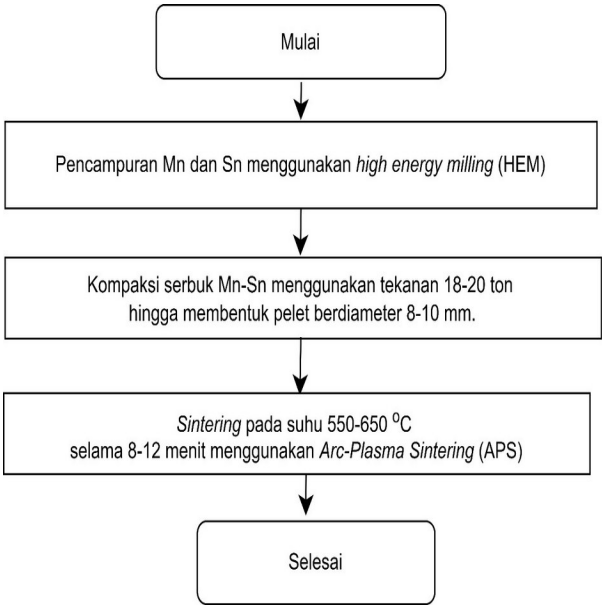 Mulai
Pencampuran Mn dan Sn menggunakan high energy milling (HEM)
Kompaksi serbuk Mn-Sn menggunakan tekanan 18-20 ton
hingga membentuk pelet berdiameter 8-10 mm.
Sintering pada suhu 550-650 °C
selama 8-12 menit menggunakan Arc-Plasma Sintering (APS)
Selesai